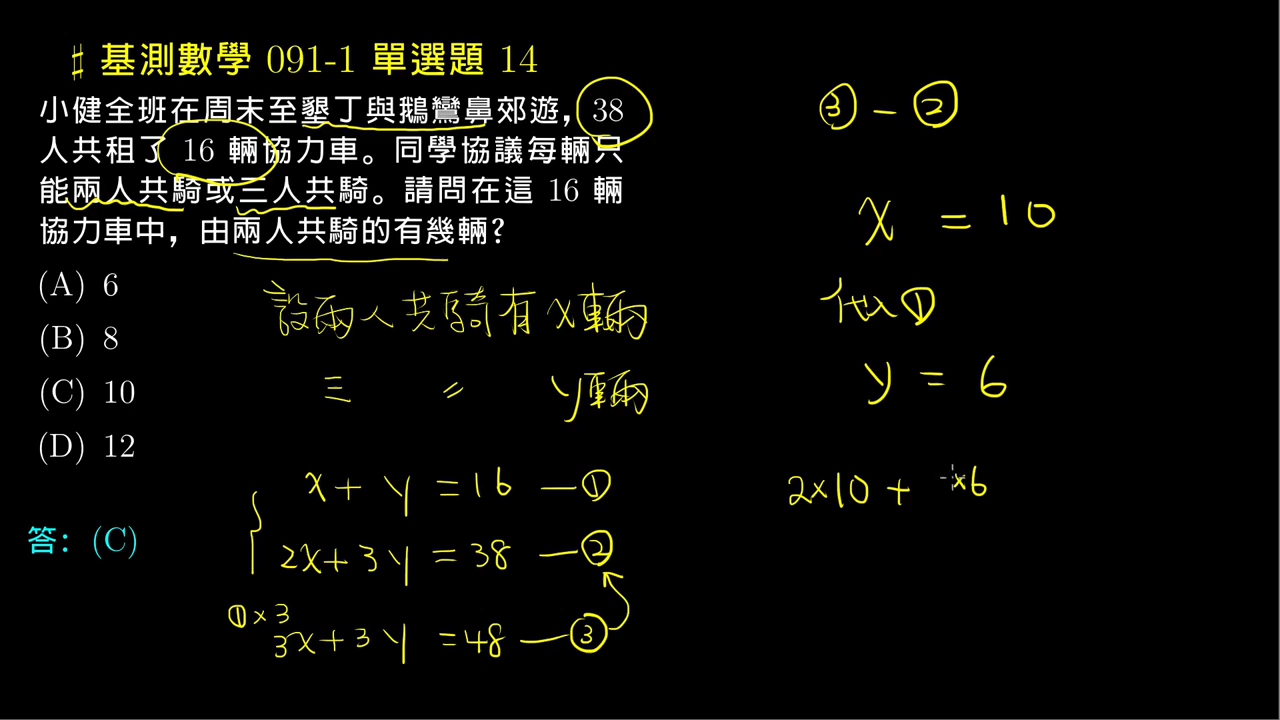 ♯ 基測數學 091-1 單選題 14
小健全班在周末至墾丁與鵝鸞鼻郊遊，38
人共租了 16 輛協力車。同學協議每輛只
能兩人共騎或三人共騎。請問在這 16 輛
協力車中，由兩人共騎的有幾輛？
(A) 6
(B) 8
(C) 10
(D) 12
答：(C)
設兩人共騎有 x 輛
三 〃 y 輛
x + y = 16 — ①
2x + 3y = 38 — ②
① × 3
3x + 3y = 48 — ③
③ − ②
x = 10
代入①
y = 6
2×10 + ×6